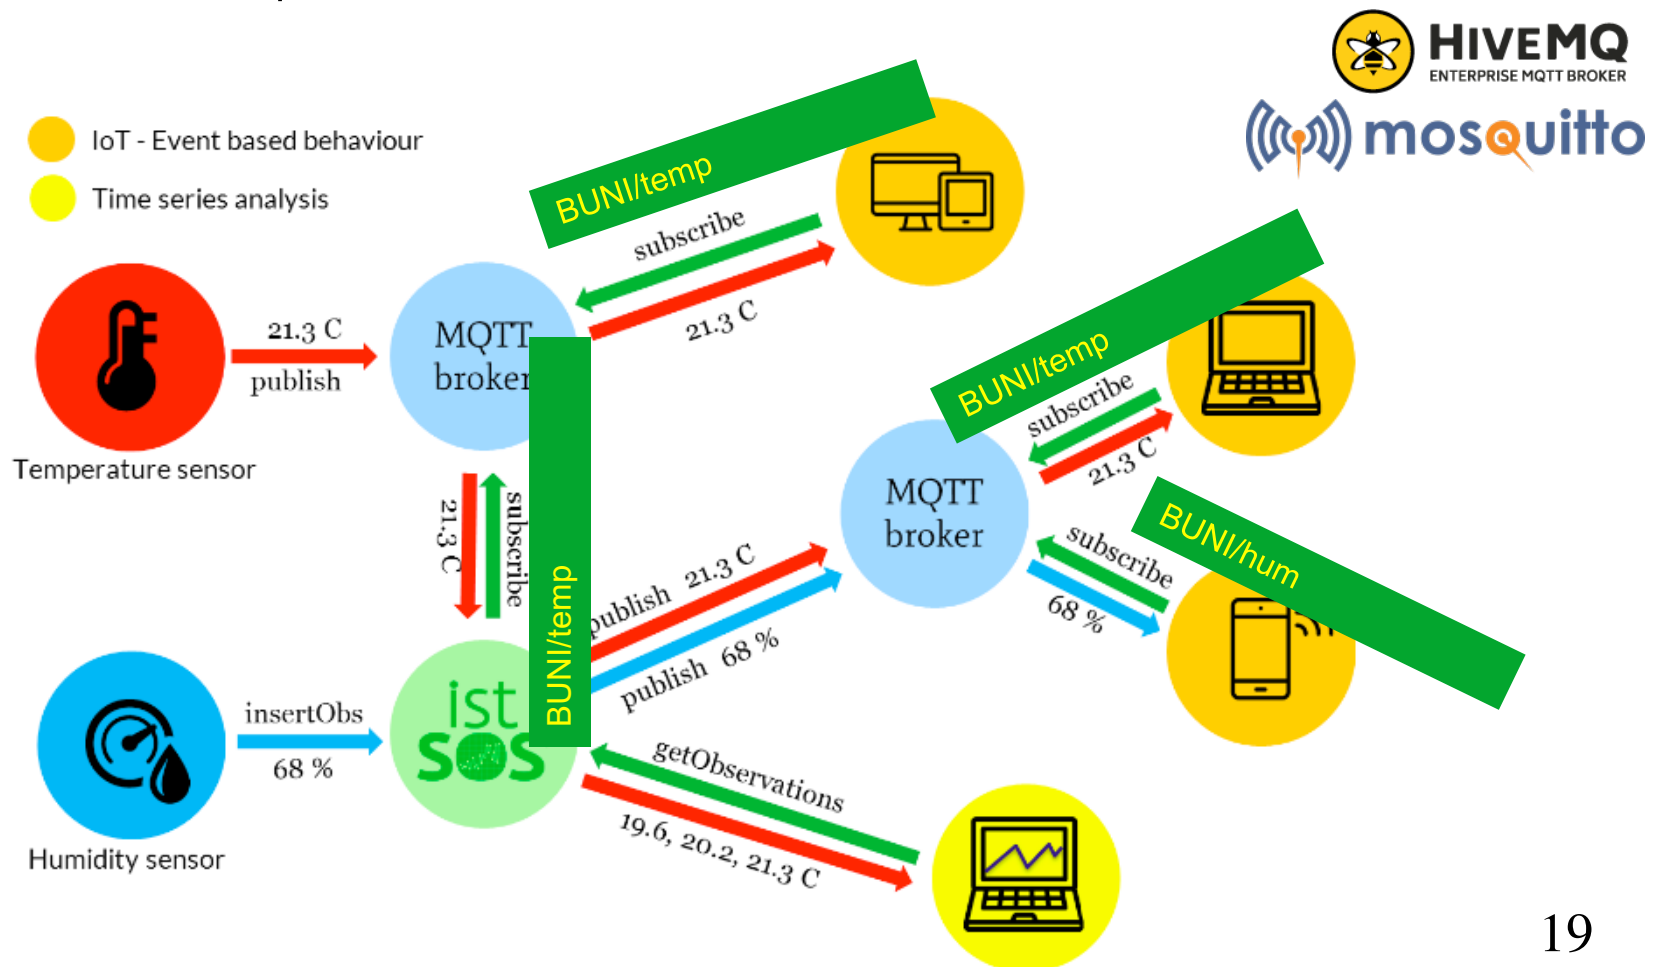 HIVEMQ
ENTERPRISE MQTT BROKER
mosquitto
IoT - Event based behaviour
Time series analysis
BUNI/temp
subscribe
21.3 C
21.3 C
publish
MQTT
broker
Temperature sensor
BUNI/temp
subscribe
21.3 C
21.3 C
subscribe
BUNI/temp
MQTT
broker
BUNI/hum
subscribe
68 %
publish 21.3 C
publish 68 %
insertObs
68 %
ist
SOS
Humidity sensor
getObservations
19.6, 20.2, 21.3 C
19